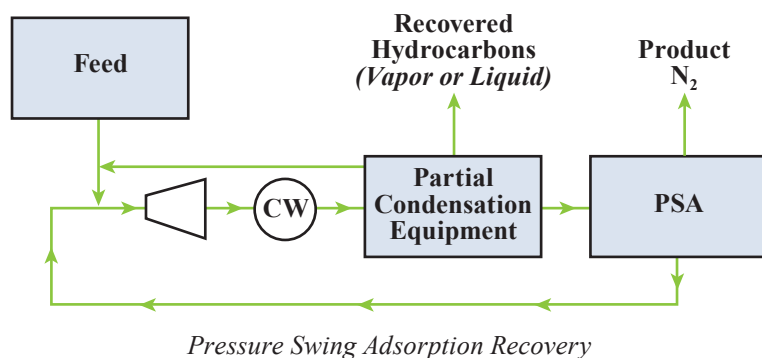 Recovered
Hydrocarbons
(Vapor or Liquid)
Product
N₂
Feed
CW
Partial
Condensation
Equipment
PSA
Pressure Swing Adsorption Recovery